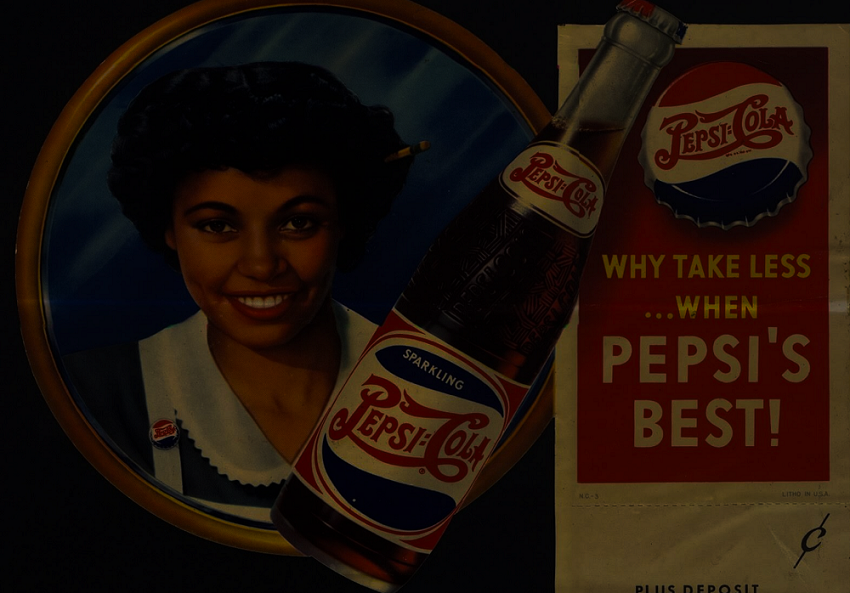 PEPSI:COLA
SPARKLING
PEPSI:COLA
PEPSI:COLA
WHY TAKE LESS
...WHEN
PEPSI'S
BEST!
LITHO IN U.S.A.
¢
PLUS DEPOSIT